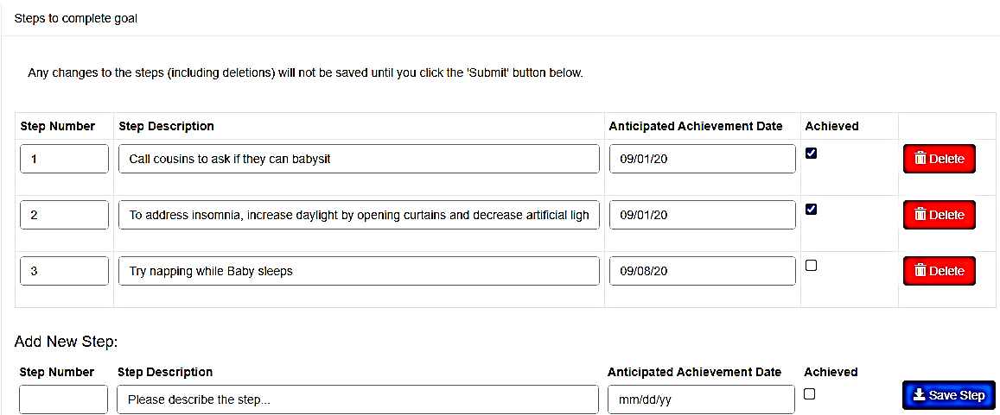 Steps to complete goal
Any changes to the steps (including deletions) will not be saved until you click the 'Submit' button below.
Step Number Step Description Anticipated Achievement Date Achieved
1 Call cousins to ask if they can babysit 09/01/20 Delete
2 To address insomnia, increase daylight by opening curtains and decrease artificial ligh 09/01/20 Delete
3 Try napping while Baby sleeps 09/08/20 Delete
Add New Step:
Step Number Step Description Anticipated Achievement Date Achieved
Please describe the step... mm/dd/yy Save Step